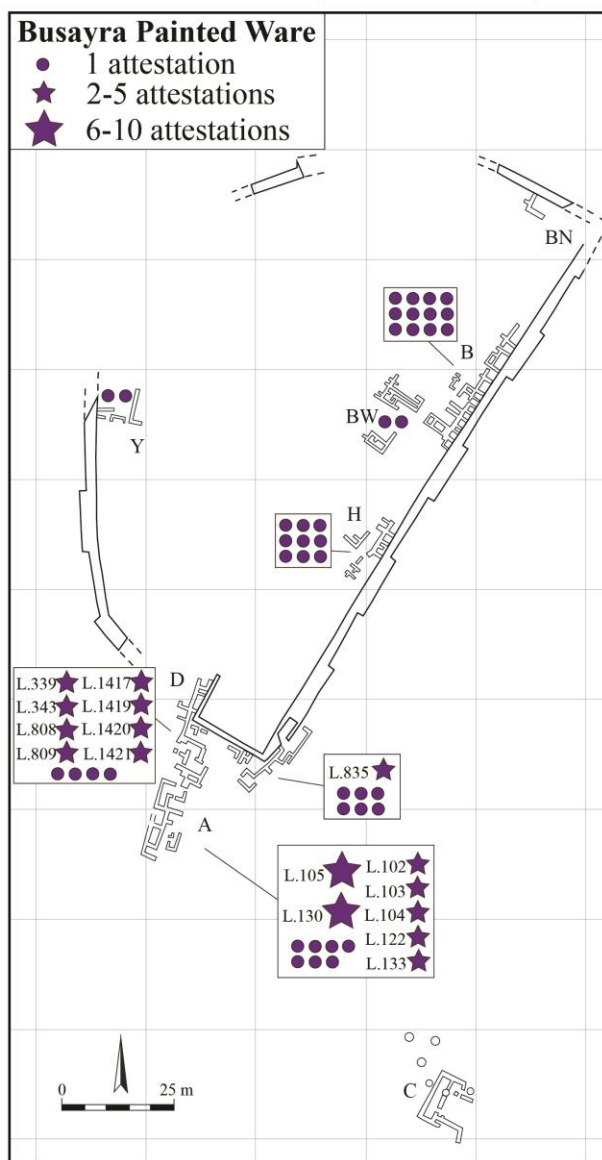 Busayra Painted Ware
1 attestation
2-5 attestations
6-10 attestations
BN
B
BW
Y
H
D
L.339 L.1417
L.343 L.1419
L.808 L.1420
L.809 L.1421
L.835
A
L.105 L.102
L.103
L.130 L.104
L.122
L.133
C
0 25 m